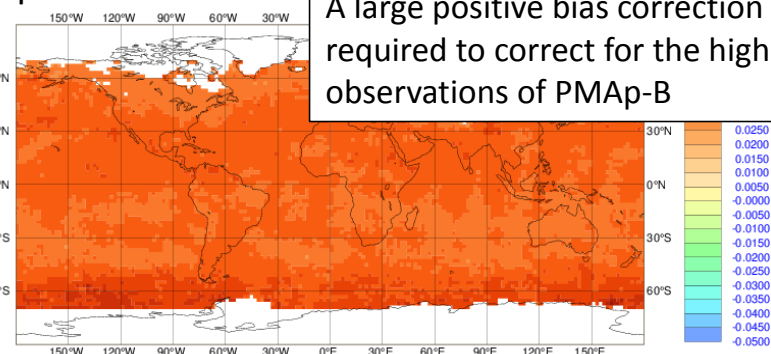 A large positive bias correction
required to correct for the high
observations of PMAp-B
150°W 120°W 90°W 60°W 30°W
30°N
0°N
30°S
60°S
0.0250
0.0200
0.0150
0.0100
0.0050
-0.0000
-0.0050
-0.0100
-0.0150
-0.0200
-0.0250
-0.0300
-0.0350
-0.0400
-0.0450
-0.0500
150°W 120°W 90°W 60°W 30°W 0°E 30°E 60°E 90°E 120°E 150°E